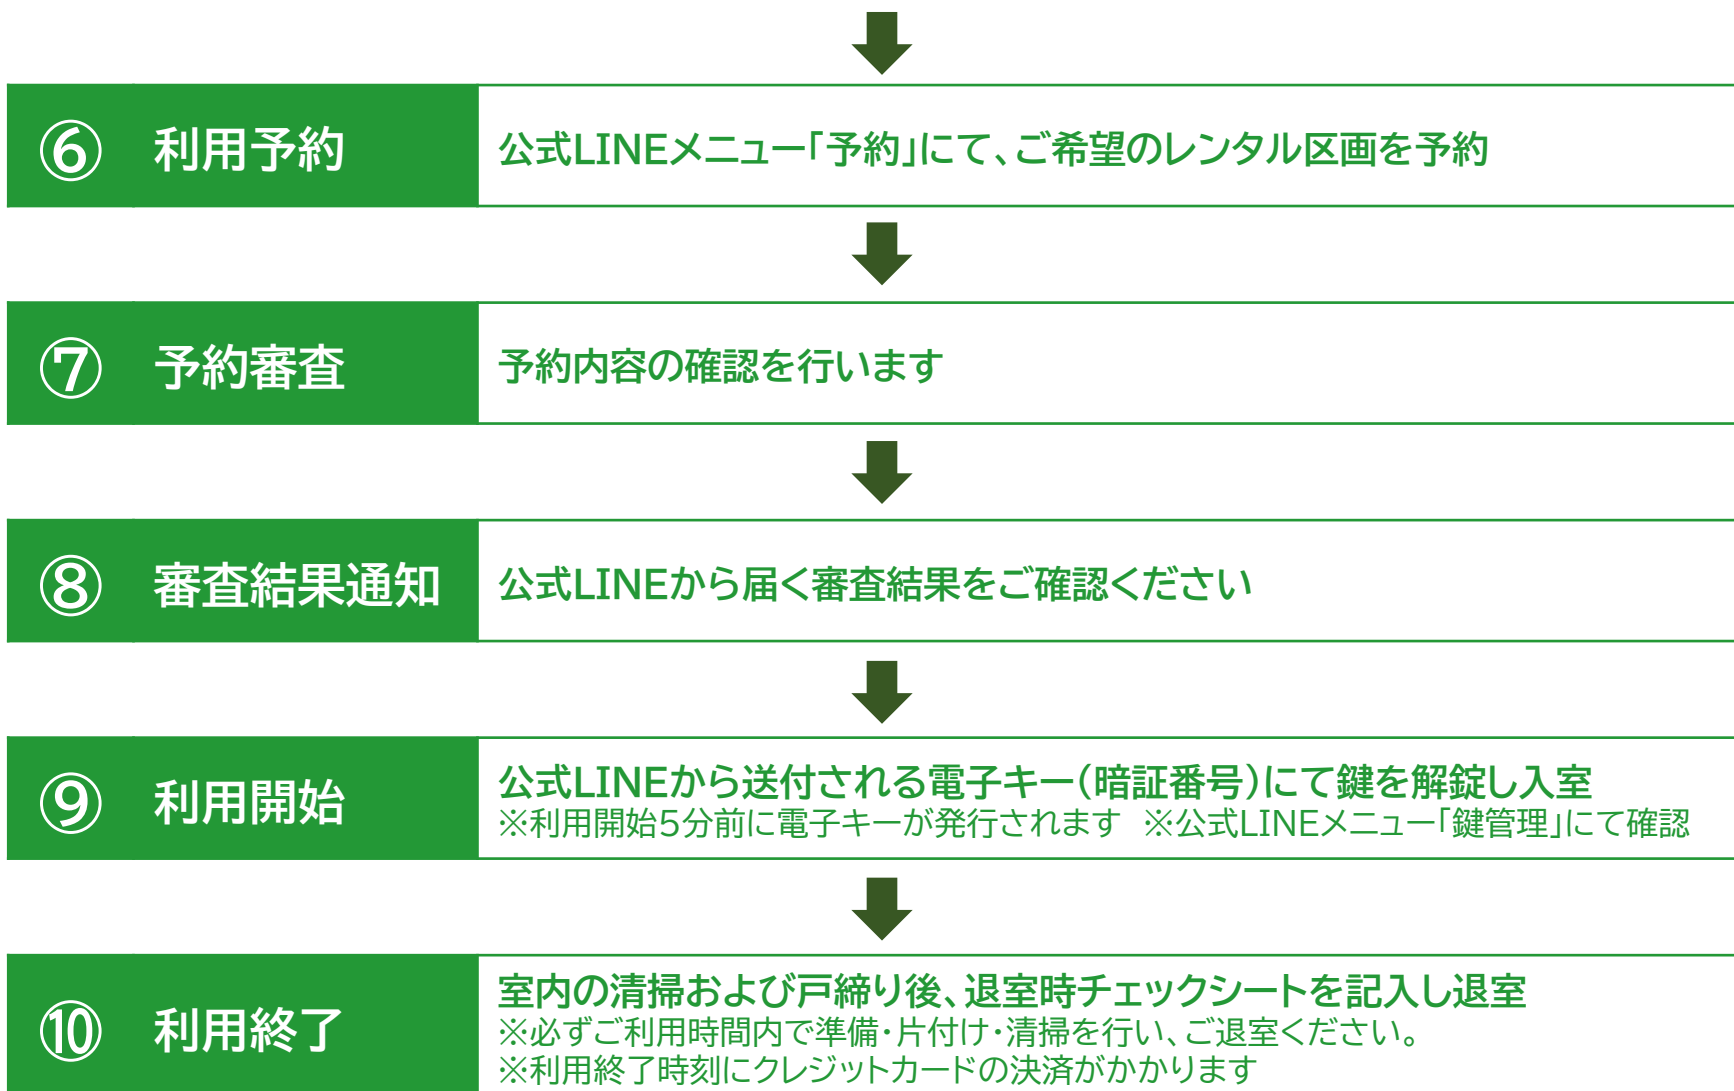 ⑥ 利用予約 公式LINEメニュー「予約」にて、ご希望のレンタル区画を予約
⑦ 予約審査 予約内容の確認を行います
⑧ 審査結果通知 公式LINEから届く審査結果をご確認ください
⑨ 利用開始 公式LINEから送付される電子キー(暗証番号)にて鍵を解錠し入室
※利用開始5分前に電子キーが発行されます ※公式LINEメニュー「鍵管理」にて確認
⑩ 利用終了 室内の清掃および戸締り後、退室時チェックシートを記入し退室
※必ずご利用時間内で準備・片付け・清掃を行い、ご退室ください。
※利用終了時刻にクレジットカードの決済がかかります